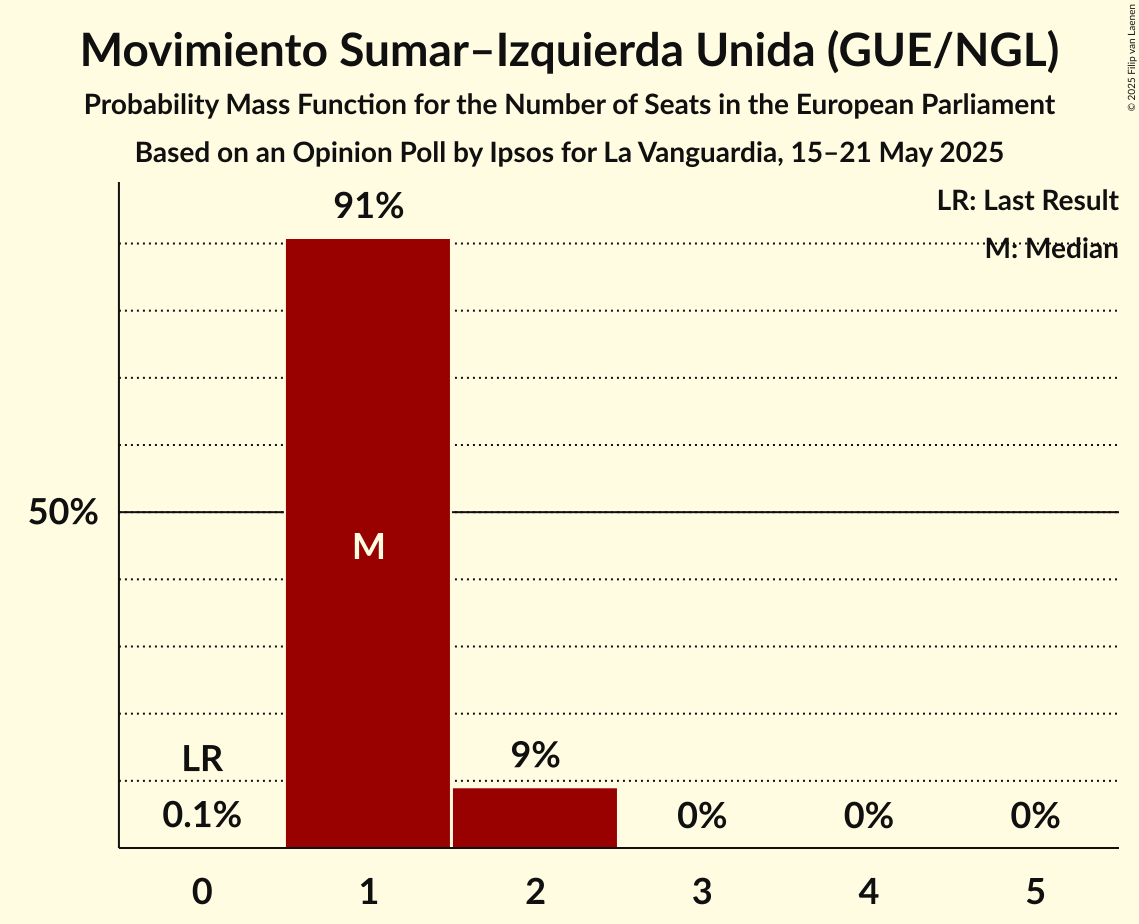 Movimiento Sumar–Izquierda Unida (GUE/NGL)
Probability Mass Function for the Number of Seats in the European Parliament
Based on an Opinion Poll by Ipsos for La Vanguardia, 15–21 May 2025
© 2025 Filip van Laenen
LR: Last Result
M: Median
91%
50%
M
LR
0.1%
9%
0%
0%
0%
0 1 2 3 4 5